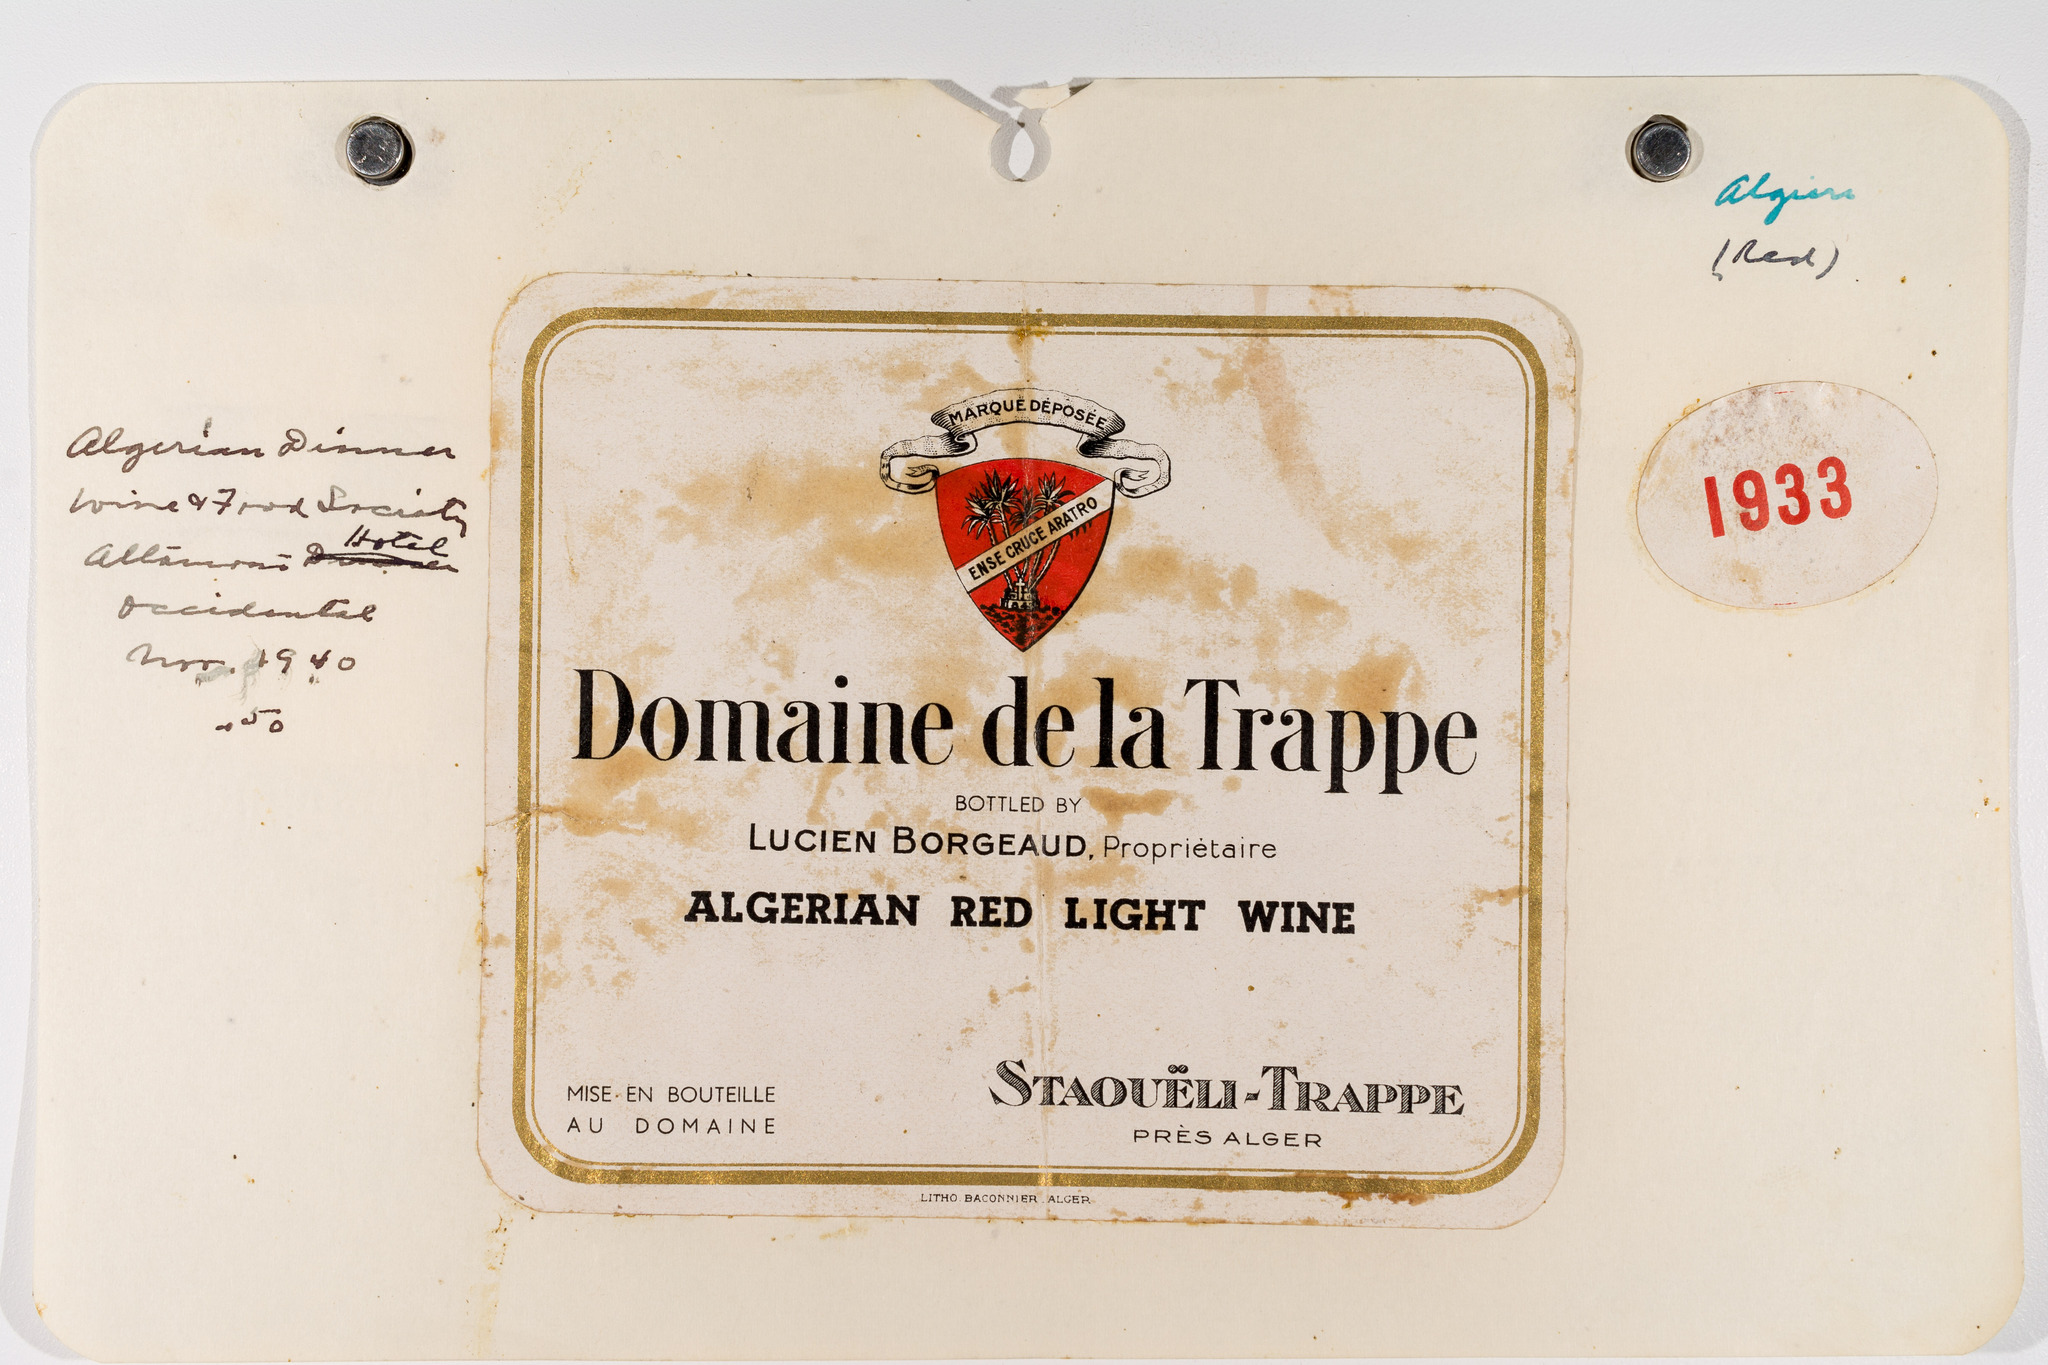 Algiers
(Red)
1933
Algerian Dinner
Wine & Food Society
Hotel
Occidental
Nov. 1940
.50
MARQUE DÉPOSÉE
ENSE CRUCE ARATRO
Domaine de la Trappe
BOTTLED BY
LUCIEN BORGEAUD, Propriétaire
ALGERIAN RED LIGHT WINE
MISE EN BOUTEILLE
AU DOMAINE
STAOUËLI-TRAPPE
PRÈS ALGER
LITHO. BACONNIER. ALGER.